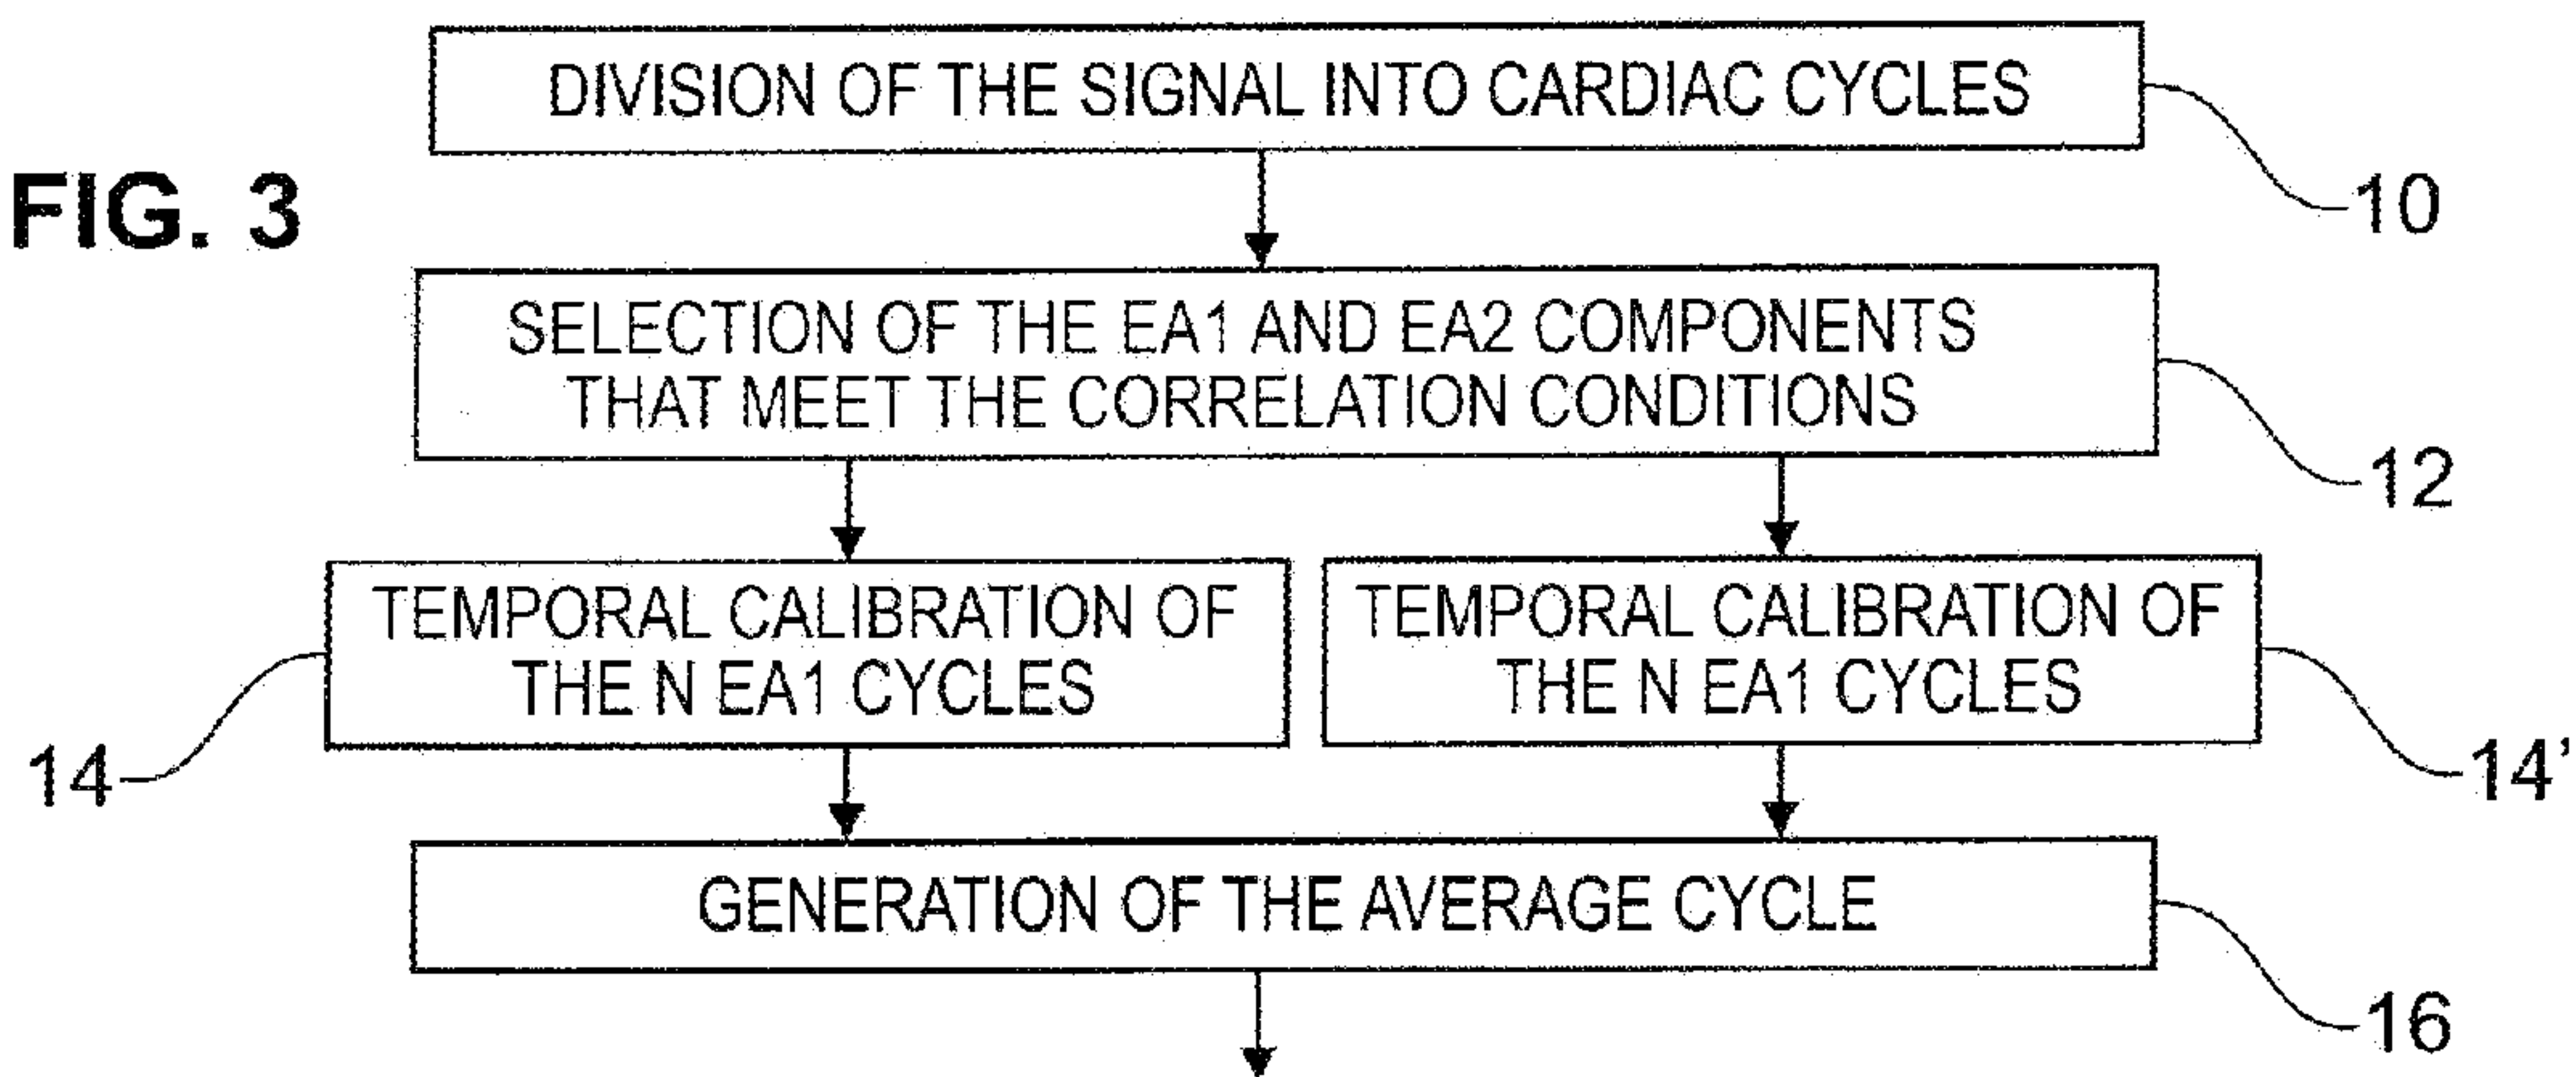 DIVISION OF THE SIGNAL INTO CARDIAC CYCLES
10
FIG. 3
SELECTION OF THE EA1 AND EA2 COMPONENTS
THAT MEET THE CORRELATION CONDITIONS
12
TEMPORAL CALIBRATION OF
THE N EA1 CYCLES
14
TEMPORAL CALIBRATION OF
THE N EA1 CYCLES
14’
GENERATION OF THE AVERAGE CYCLE
16